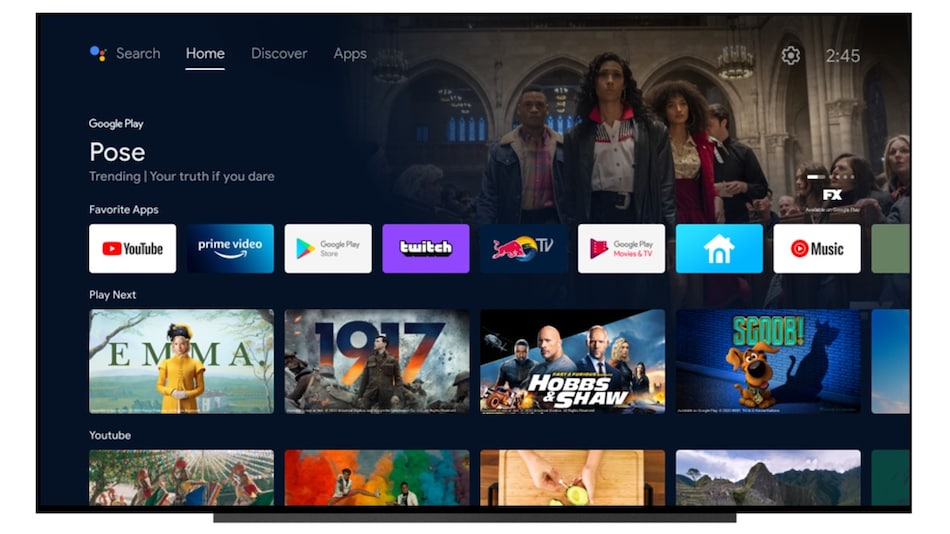 Search Home Discover Apps 2:45
Google Play
Pose
Trending | Your truth if you dare
FX
Available on Google Play
Favorite Apps
YouTube
prime video
Google Play
Store
twitch
Red Bull TV
Google Play
Movies & TV
Music
Play Next
EMMA.
1917
FAST & FURIOUS
HOBBS
& SHAW
SCOOB!
Youtube